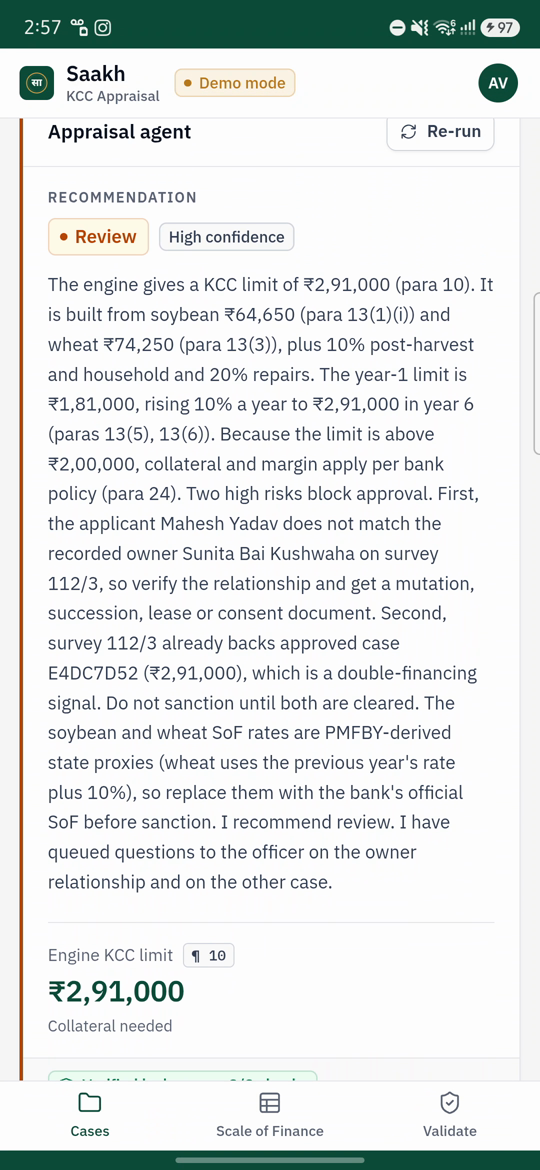 2:57
6
97
सा
Saakh
KCC Appraisal
Demo mode
AV
Appraisal agent
Re-run
RECOMMENDATION
Review
High confidence
The engine gives a KCC limit of ₹2,91,000 (para 10). It
is built from soybean ₹64,650 (para 13(1)(i)) and
wheat ₹74,250 (para 13(3)), plus 10% post-harvest
and household and 20% repairs. The year-1 limit is
₹1,81,000, rising 10% a year to ₹2,91,000 in year 6
(paras 13(5), 13(6)). Because the limit is above
₹2,00,000, collateral and margin apply per bank
policy (para 24). Two high risks block approval. First,
the applicant Mahesh Yadav does not match the
recorded owner Sunita Bai Kushwaha on survey
112/3, so verify the relationship and get a mutation,
succession, lease or consent document. Second,
survey 112/3 already backs approved case
E4DC7D52 (₹2,91,000), which is a double-financing
signal. Do not sanction until both are cleared. The
soybean and wheat SoF rates are PMFBY-derived
state proxies (wheat uses the previous year's rate
plus 10%), so replace them with the bank's official
SoF before sanction. I recommend review. I have
queued questions to the officer on the owner
relationship and on the other case.
Engine KCC limit ¶ 10
₹2,91,000
Collateral needed
Cases
Scale of Finance
Validate